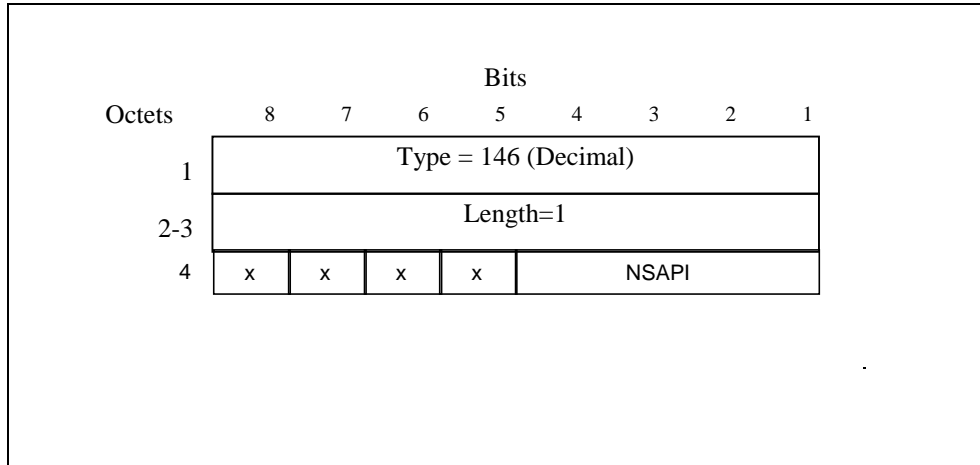 Bits
Octets 8 7 6 5 4 3 2 1
1 Type = 146 (Decimal)
2-3 Length=1
4 x x x x NSAPI
.